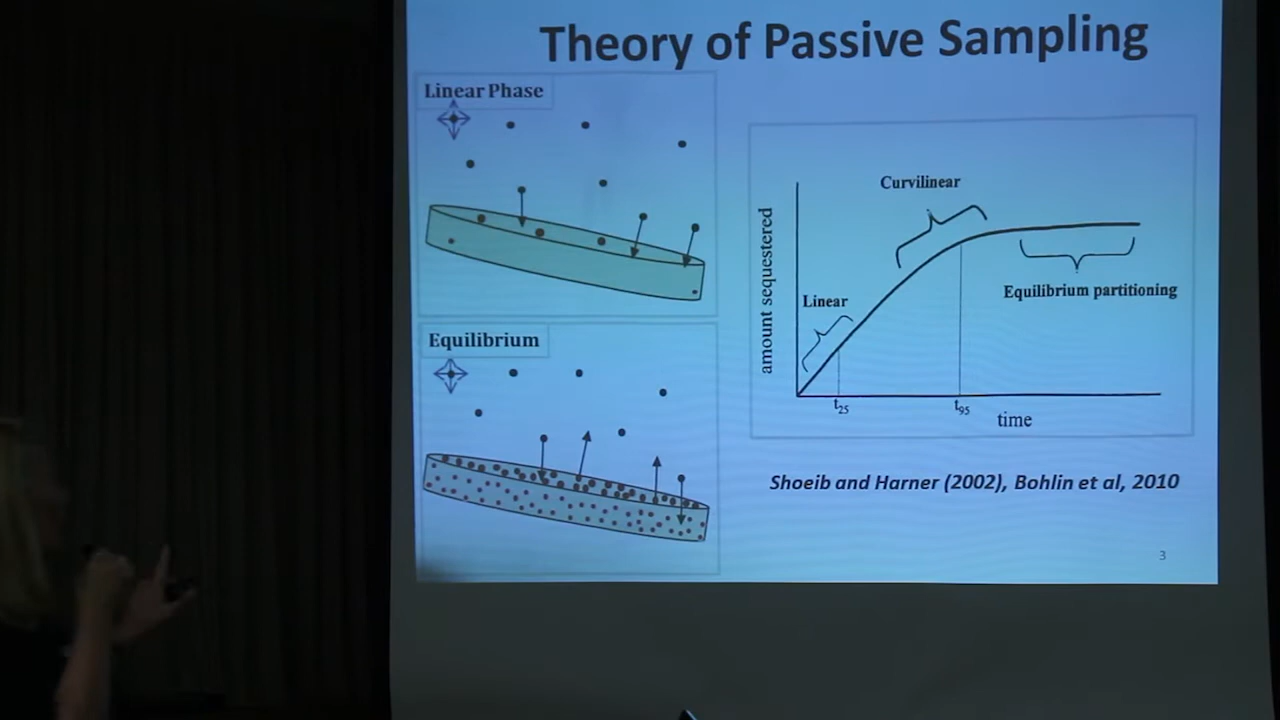 Theory of Passive Sampling
Linear Phase
Equilibrium
Curvilinear
Linear
Equilibrium partitioning
amount sequestered
t25
t95
time
Shoeib and Harner (2002), Bohlin et al, 2010
3